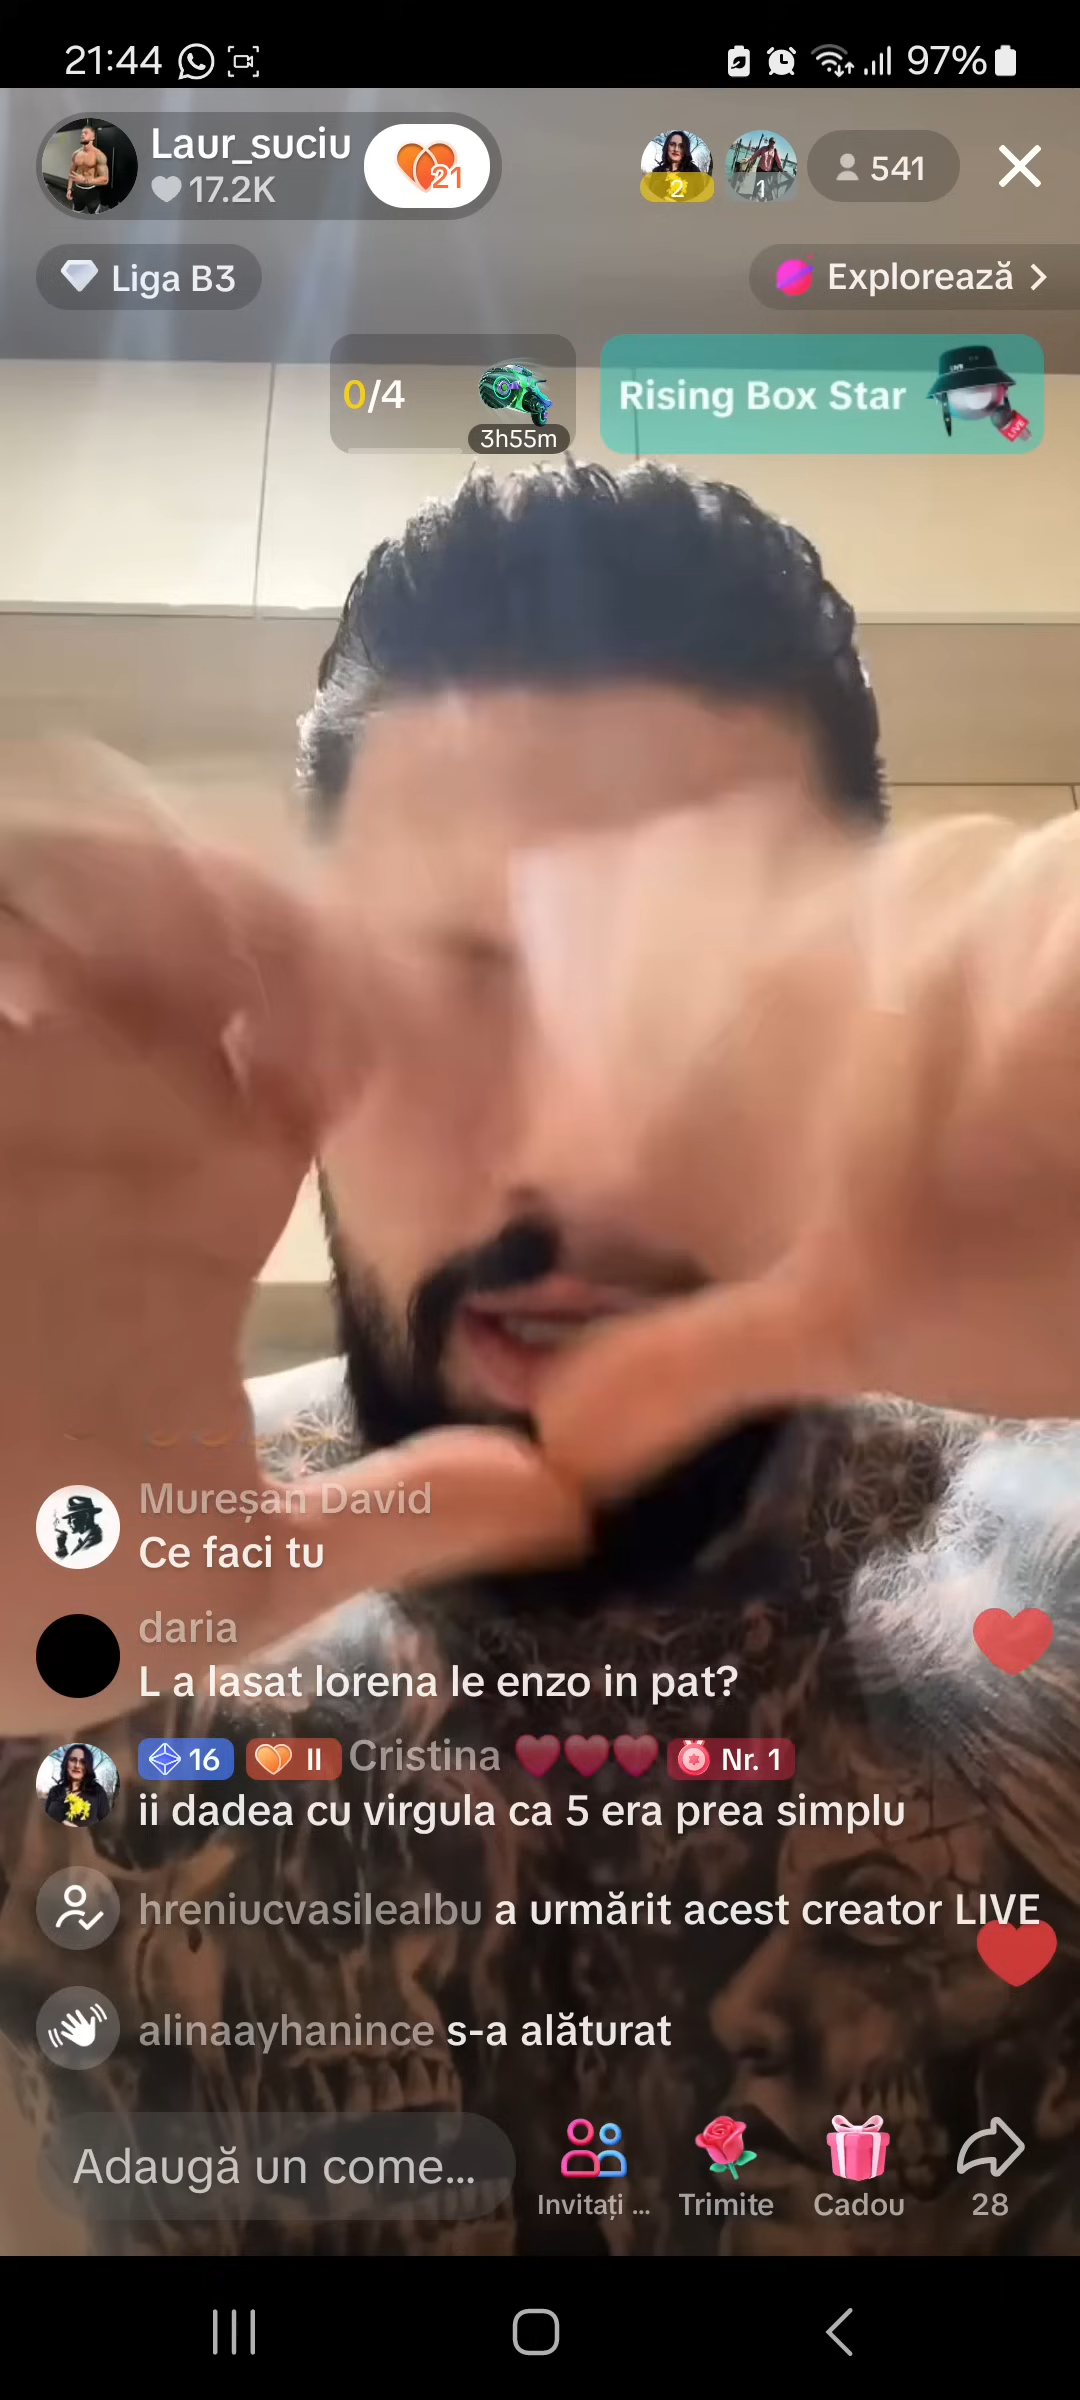 21:44
97%
Laur_suciu
17.2K
21
2
1
541
Liga B3
Explorează
0/4
3h55m
Rising Box Star
LIVE
Mureșan David
Ce faci tu
daria
L a lasat lorena le enzo in pat?
16 II Cristina Nr. 1
ii dadea cu virgula ca 5 era prea simplu
hreniucvasilealbu a urmărit acest creator LIVE
alinaayhanince s-a alăturat
Adaugă un come...
Invitați ...
Trimite
Cadou
28